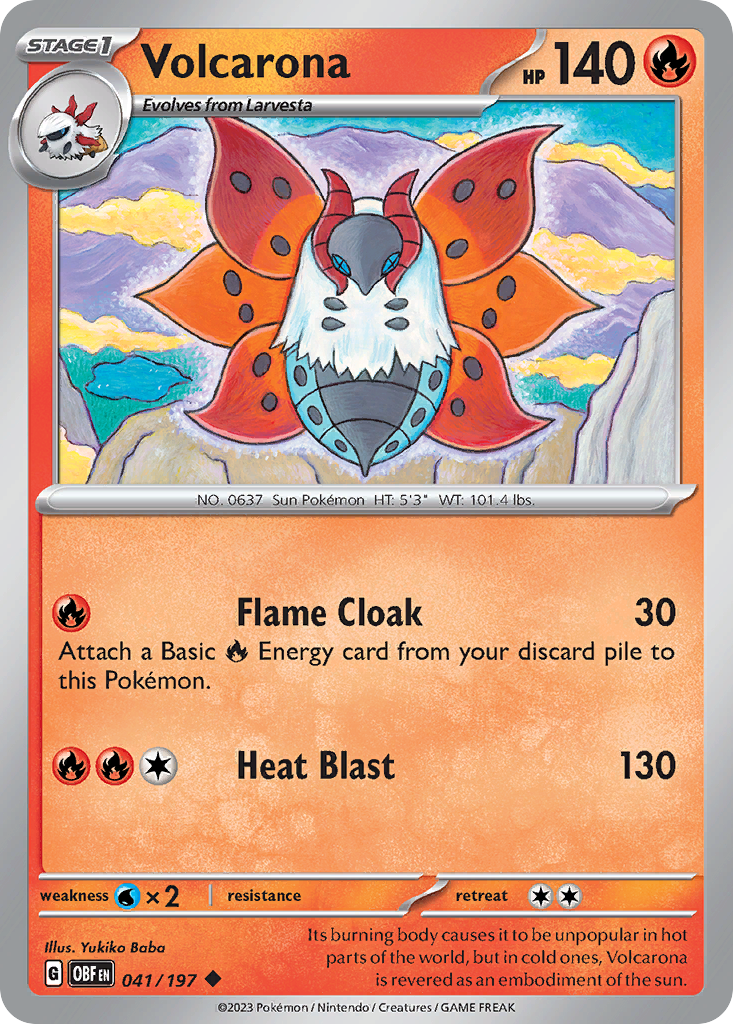 STAGE1
Volcarona
HP 140
Evolves from Larvesta
NO. 0637 Sun Pokémon HT: 5'3" WT: 101.4 lbs.
Flame Cloak 30
Attach a Basic Energy card from your discard pile to
this Pokémon.
Heat Blast 130
weakness ×2 resistance retreat
Illus. Yukiko Baba
Its burning body causes it to be unpopular in hot
parts of the world, but in cold ones, Volcarona
is revered as an embodiment of the sun.
G OBF EN 041/197
©2023 Pokémon / Nintendo / Creatures / GAME FREAK